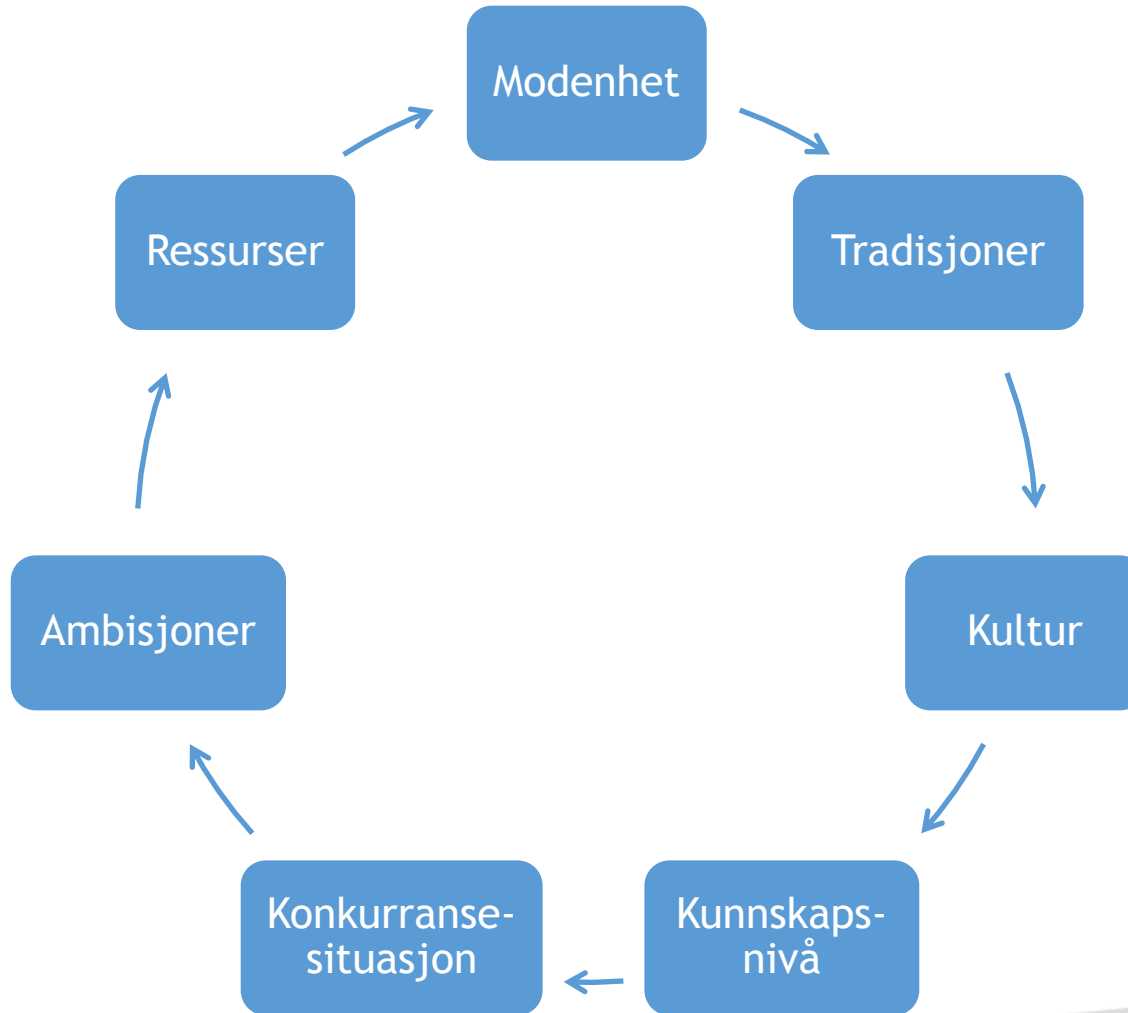 Modenhet
Tradisjoner
Kultur
Kunnskaps-
nivå
Konkurranse-
situasjon
Ambisjoner
Ressurser